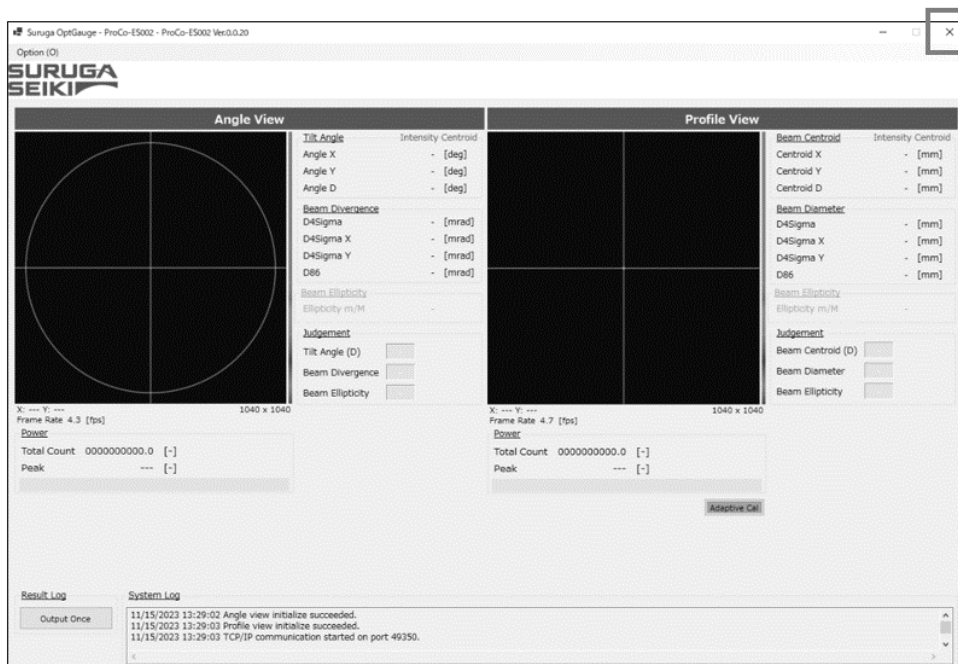 Suruga OptGauge - ProCo-ES002 - ProCo-ES002 Ver.0.0.20
Option (O)
SURUGA
SEIKI
Angle View
Tilt Angle Intensity Centroid
Angle X - [deg]
Angle Y - [deg]
Angle D - [deg]
Beam Divergence
D4Sigma - [mrad]
D4Sigma X - [mrad]
D4Sigma Y - [mrad]
D86 - [mrad]
Beam Ellipticity
Ellipticity m/M -
Judgement
Tilt Angle (D)
Beam Divergence
Beam Ellipticity
X: --- Y: --- 1040 x 1040
Frame Rate 4.3 [fps]
Power
Total Count 0000000000.0 [-]
Peak --- [-]
Profile View
Beam Centroid Intensity Centroid
Centroid X - [mm]
Centroid Y - [mm]
Centroid D - [mm]
Beam Diameter
D4Sigma - [mm]
D4Sigma X - [mm]
D4Sigma Y - [mm]
D86 - [mm]
Beam Ellipticity
Ellipticity m/M -
Judgement
Beam Centroid (D)
Beam Diameter
Beam Ellipticity
X: --- Y: --- 1040 x 1040
Frame Rate 4.7 [fps]
Power
Total Count 0000000000.0 [-]
Peak --- [-]
Adaptive Cal
Result Log
Output Once
System Log
11/15/2023 13:29:02 Angle view initialize succeeded.
11/15/2023 13:29:03 Profile view initialize succeeded.
11/15/2023 13:29:03 TCP/IP communication started on port 49350.